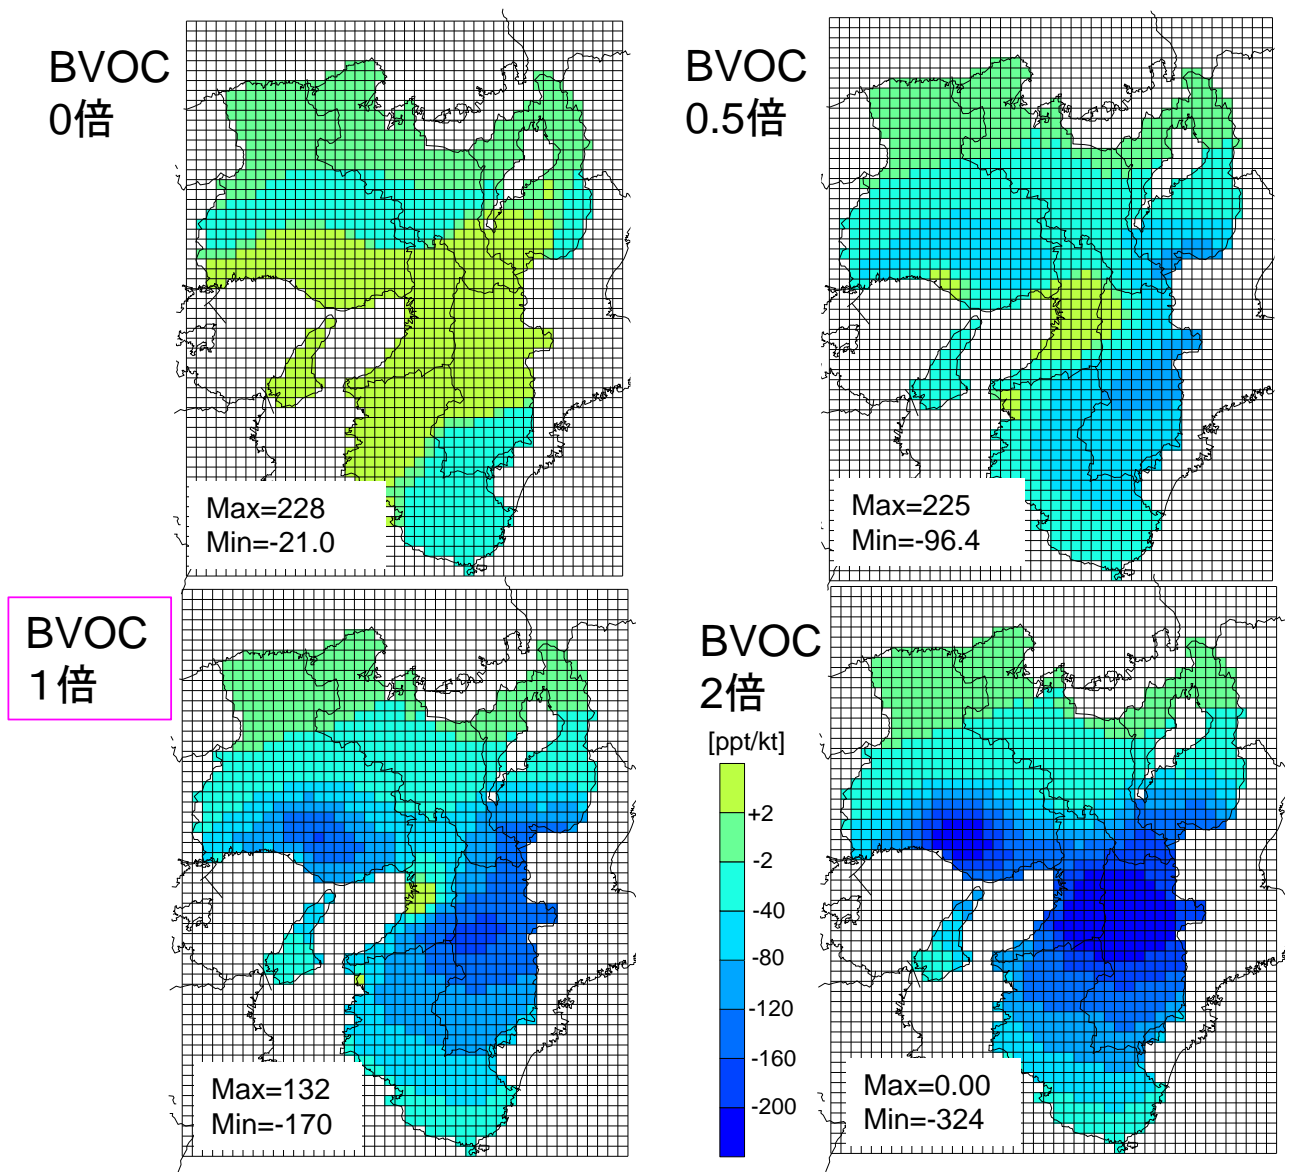 BVOC
0倍
Max=228
Min=-21.0
BVOC
0.5倍
Max=225
Min=-96.4
BVOC
１倍
Max=132
Min=-170
BVOC
2倍
[ppt/kt]
+2
-2
-40
-80
-120
-160
-200
Max=0.00
Min=-324